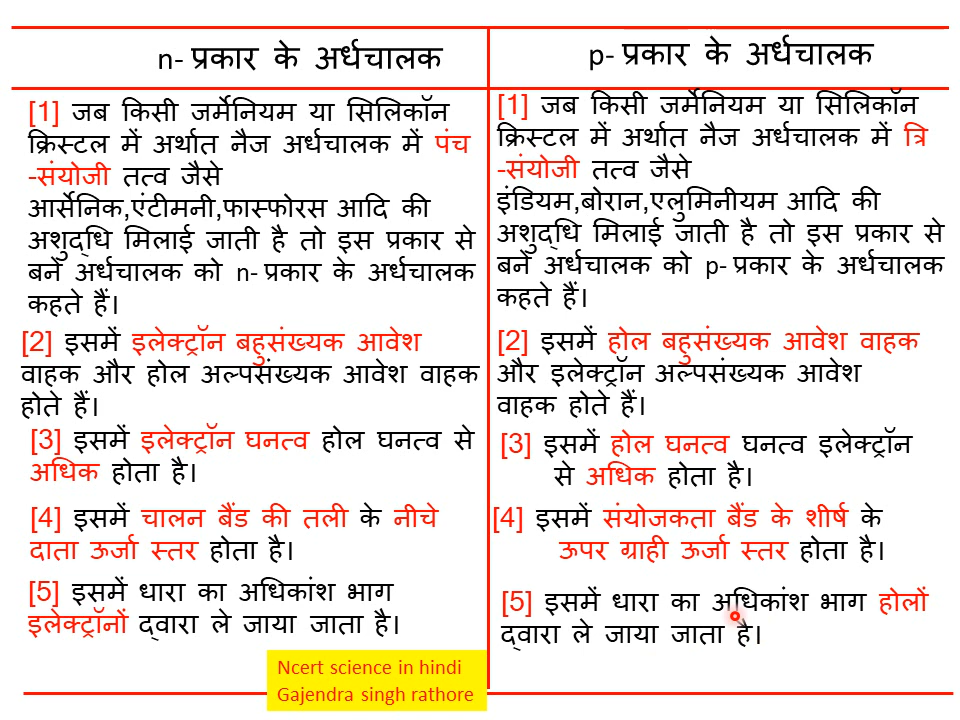 n- प्रकार के अर्धचालक
[1] जब किसी जर्मेनियम या सिलिकॉन
क्रिस्टल में अर्थात नैज अर्धचालक में पंच
-संयोजी तत्व जैसे
आर्सेनिक,एंटीमनी,फास्फोरस आदि की
अशुद्धि मिलाई जाती है तो इस प्रकार से
बने अर्धचालक को n- प्रकार के अर्धचालक
कहते हैं।
[2] इसमें इलेक्ट्रॉन बहुसंख्यक आवेश
वाहक और होल अल्पसंख्यक आवेश वाहक
होते हैं।
[3] इसमें इलेक्ट्रॉन घनत्व होल घनत्व से
अधिक होता है।
[4] इसमें चालन बैंड की तली के नीचे
दाता ऊर्जा स्तर होता है।
[5] इसमें धारा का अधिकांश भाग
इलेक्ट्रॉनों द्वारा ले जाया जाता है।
p- प्रकार के अर्धचालक
[1] जब किसी जर्मेनियम या सिलिकॉन
क्रिस्टल में अर्थात नैज अर्धचालक में त्रि
-संयोजी तत्व जैसे
इंडियम,बोरान,एलुमिनीयम आदि की
अशुद्धि मिलाई जाती है तो इस प्रकार से
बने अर्धचालक को p- प्रकार के अर्धचालक
कहते हैं।
[2] इसमें होल बहुसंख्यक आवेश वाहक
और इलेक्ट्रॉन अल्पसंख्यक आवेश
वाहक होते हैं।
[3] इसमें होल घनत्व घनत्व इलेक्ट्रॉन
से अधिक होता है।
[4] इसमें संयोजकता बैंड के शीर्ष के
ऊपर ग्राही ऊर्जा स्तर होता है।
[5] इसमें धारा का अधिकांश भाग होलों
द्वारा ले जाया जाता है।
Ncert science in hindi
Gajendra singh rathore